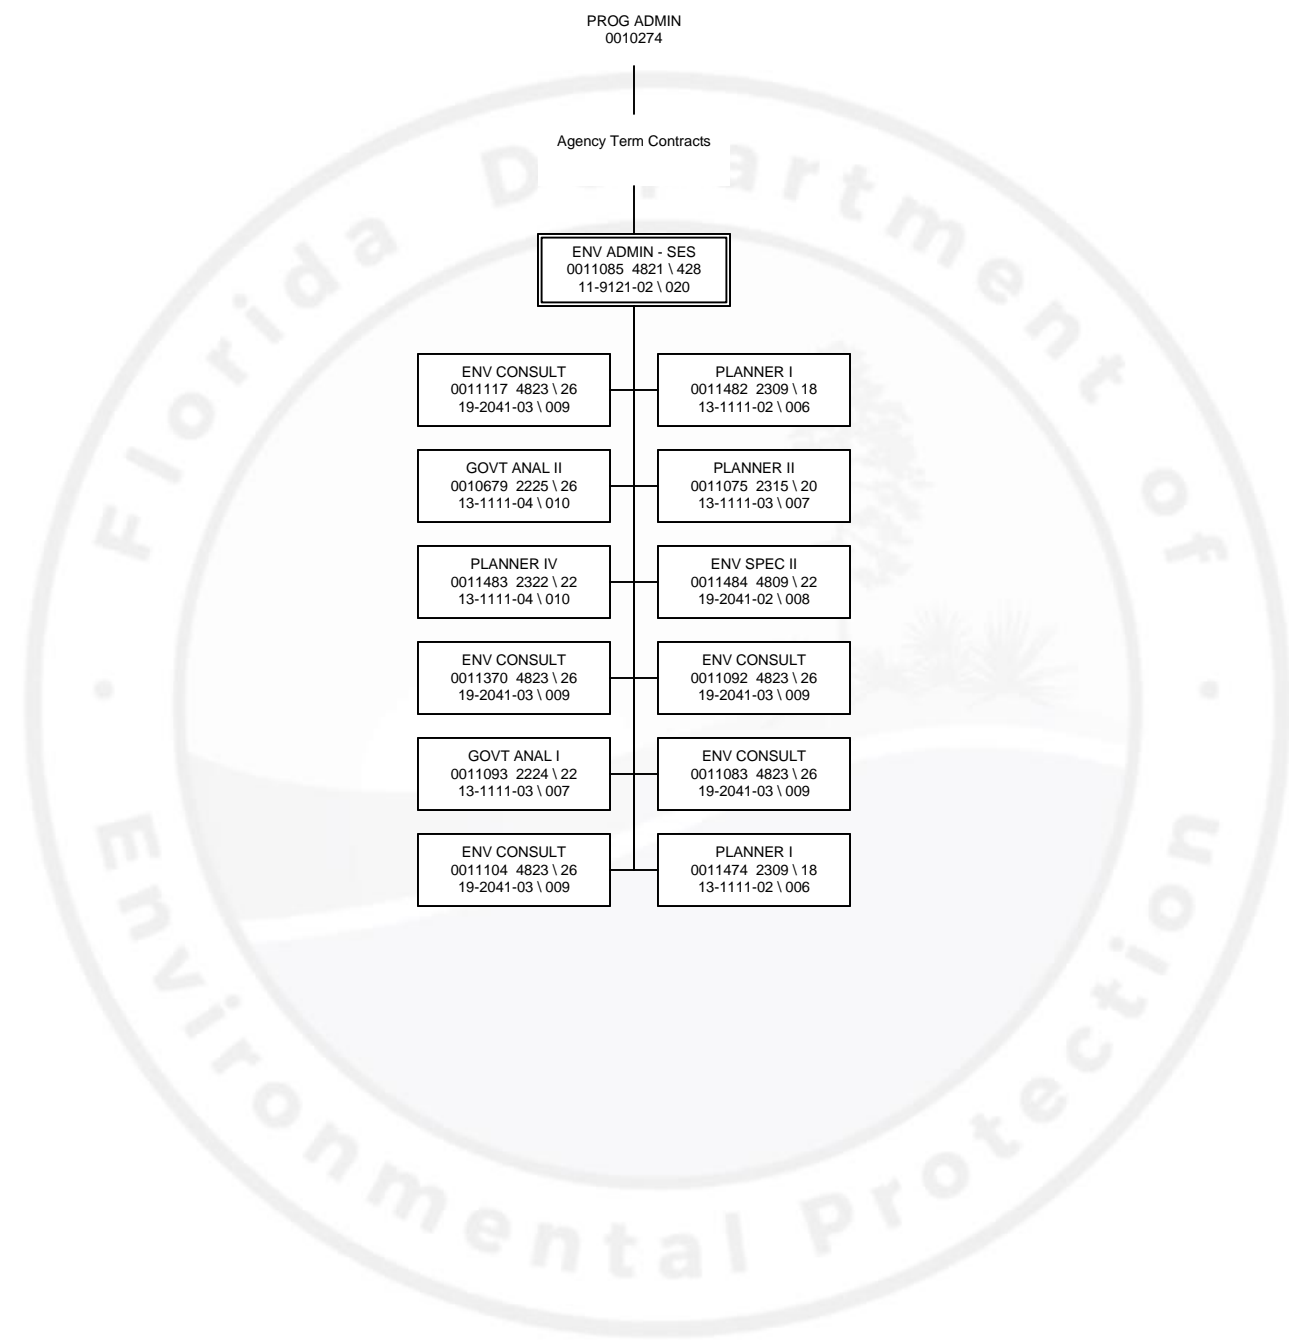 PROG ADMIN
0010274
Agency Term Contracts
ENV ADMIN - SES
0011085 4821 \ 428
11-9121-02 \ 020
ENV CONSULT
0011117 4823 \ 26
19-2041-03 \ 009
PLANNER I
0011482 2309 \ 18
13-1111-02 \ 006
GOVT ANAL II
0010679 2225 \ 26
13-1111-04 \ 010
PLANNER II
0011075 2315 \ 20
13-1111-03 \ 007
PLANNER IV
0011483 2322 \ 22
13-1111-04 \ 010
ENV SPEC II
0011484 4809 \ 22
19-2041-02 \ 008
ENV CONSULT
0011370 4823 \ 26
19-2041-03 \ 009
ENV CONSULT
0011092 4823 \ 26
19-2041-03 \ 009
GOVT ANAL I
0011093 2224 \ 22
13-1111-03 \ 007
ENV CONSULT
0011083 4823 \ 26
19-2041-03 \ 009
ENV CONSULT
0011104 4823 \ 26
19-2041-03 \ 009
PLANNER I
0011474 2309 \ 18
13-1111-02 \ 006
Florida Department of
Environmental Protection